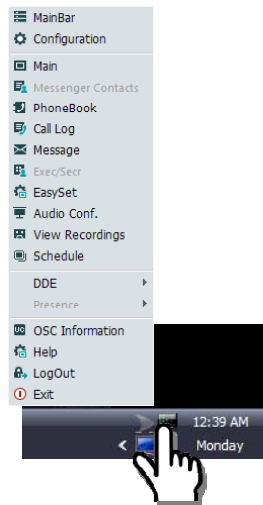 MainBar
Configuration
Main
Messenger Contacts
PhoneBook
Call Log
Message
Exec/Secr
EasySet
Audio Conf.
View Recordings
Schedule
DDE
Presence
UC OSC Information
Help
LogOut
Exit
12:39 AM
Monday